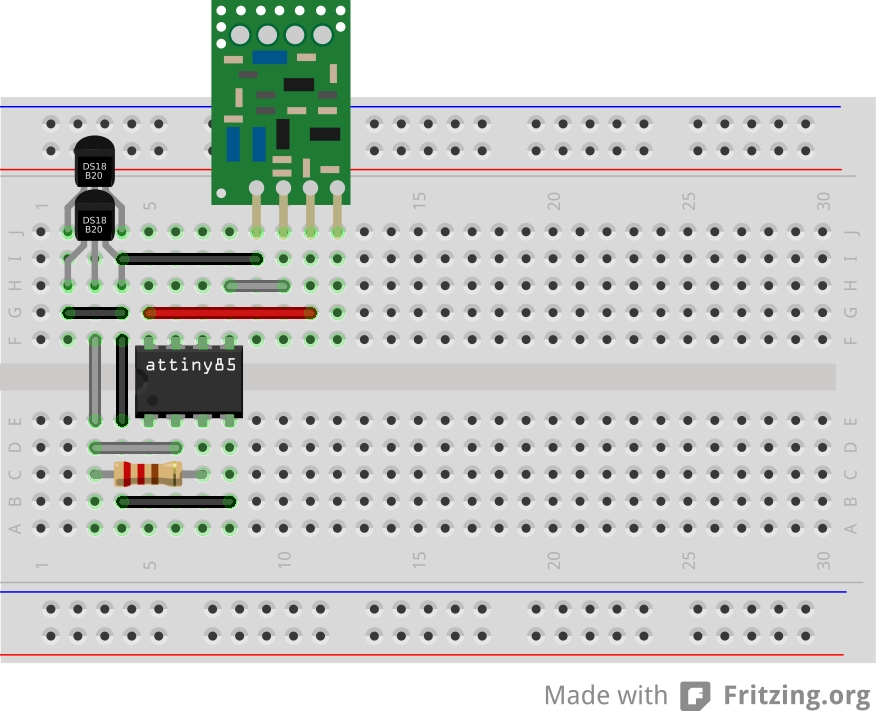 DS18
B20
DS18
B20
1 5 15 20 25 30
J J
I I
H H
G G
F F
attiny85
E E
D D
C C
B B
A A
1 5 10 15 20 25 30
Made with Fritzing.org